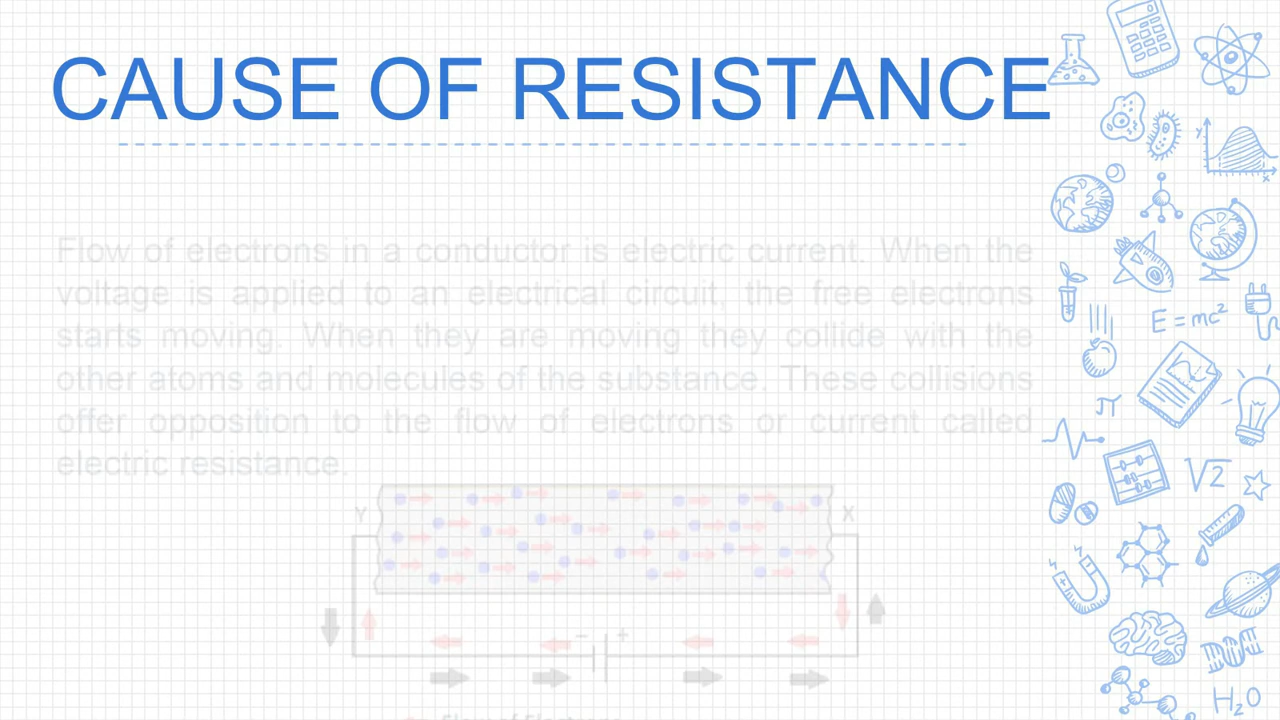 CAUSE OF RESISTANCE
Flow of electrons in a conductor is electric current. When the
voltage is applied to an electrical circuit, the free electrons
starts moving. When they are moving they collide with the
other atoms and molecules of the substance. These collisions
offer opposition to the flow of electrons or current called
electric resistance.
X
− +
y
x
E = mc²
π
√2
H₂O